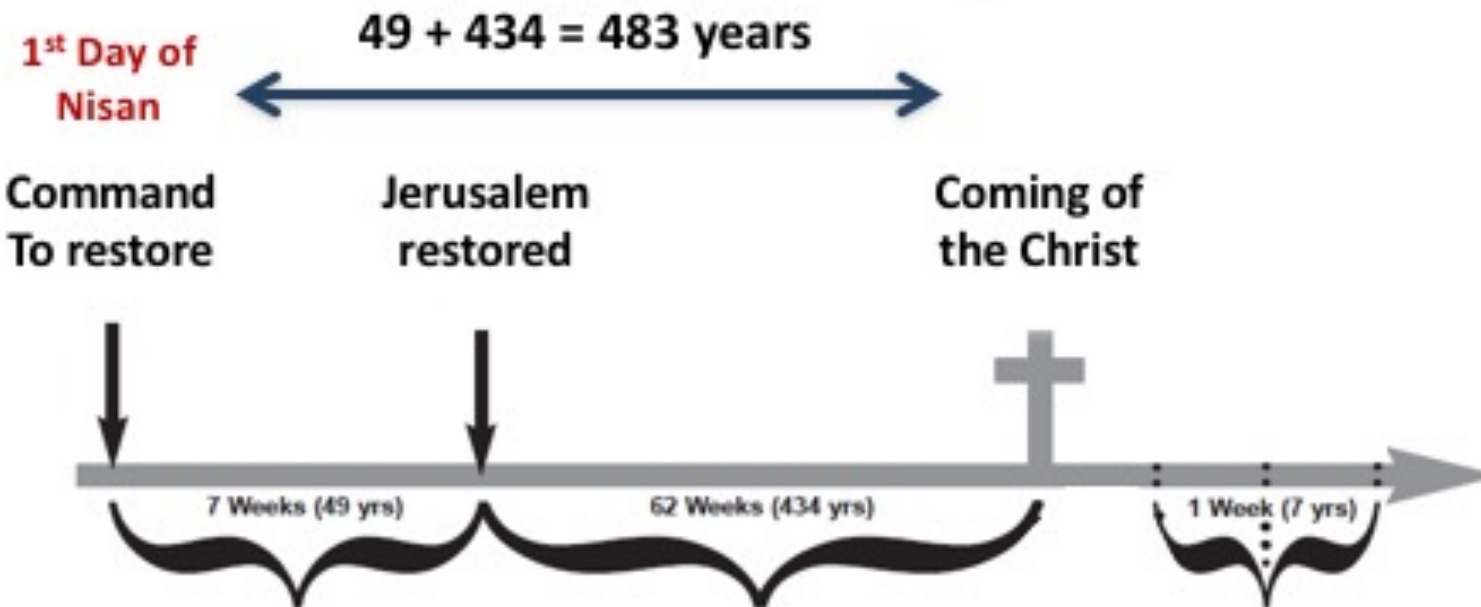 49 + 434 = 483 years
1st Day of
Nisan
Command
To restore
Jerusalem
restored
Coming of
the Christ
7 Weeks (49 yrs)
62 Weeks (434 yrs)
1 Week (7 yrs)